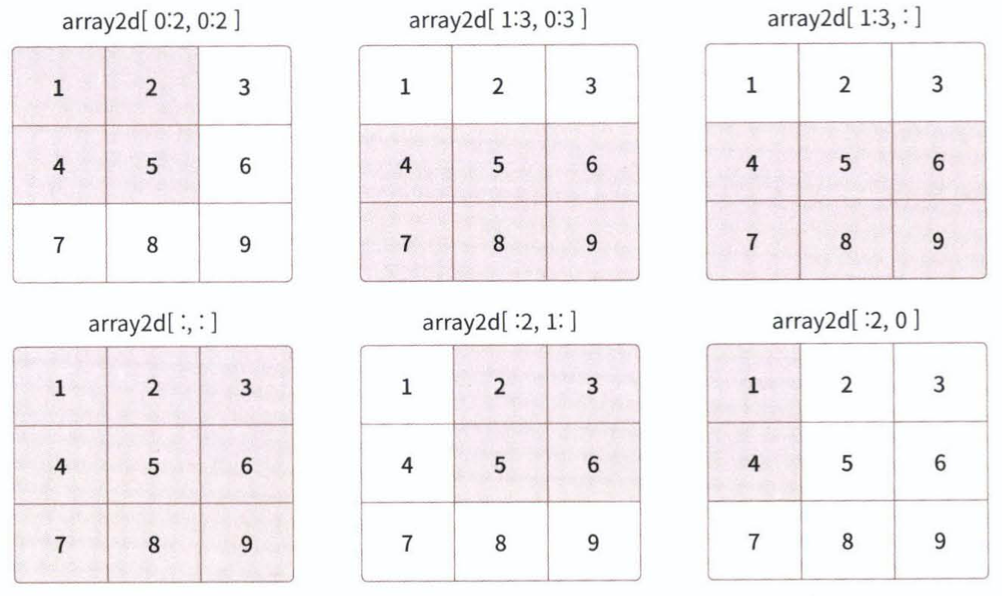 array2d[ 0:2, 0:2 ] array2d[ 1:3, 0:3 ] array2d[ 1:3, : ]
1 2 3 1 2 3 1 2 3
4 5 6 4 5 6 4 5 6
7 8 9 7 8 9 7 8 9
array2d[ :, : ] array2d[ :2, 1: ] array2d[ :2, 0 ]
1 2 3 1 2 3 1 2 3
4 5 6 4 5 6 4 5 6
7 8 9 7 8 9 7 8 9